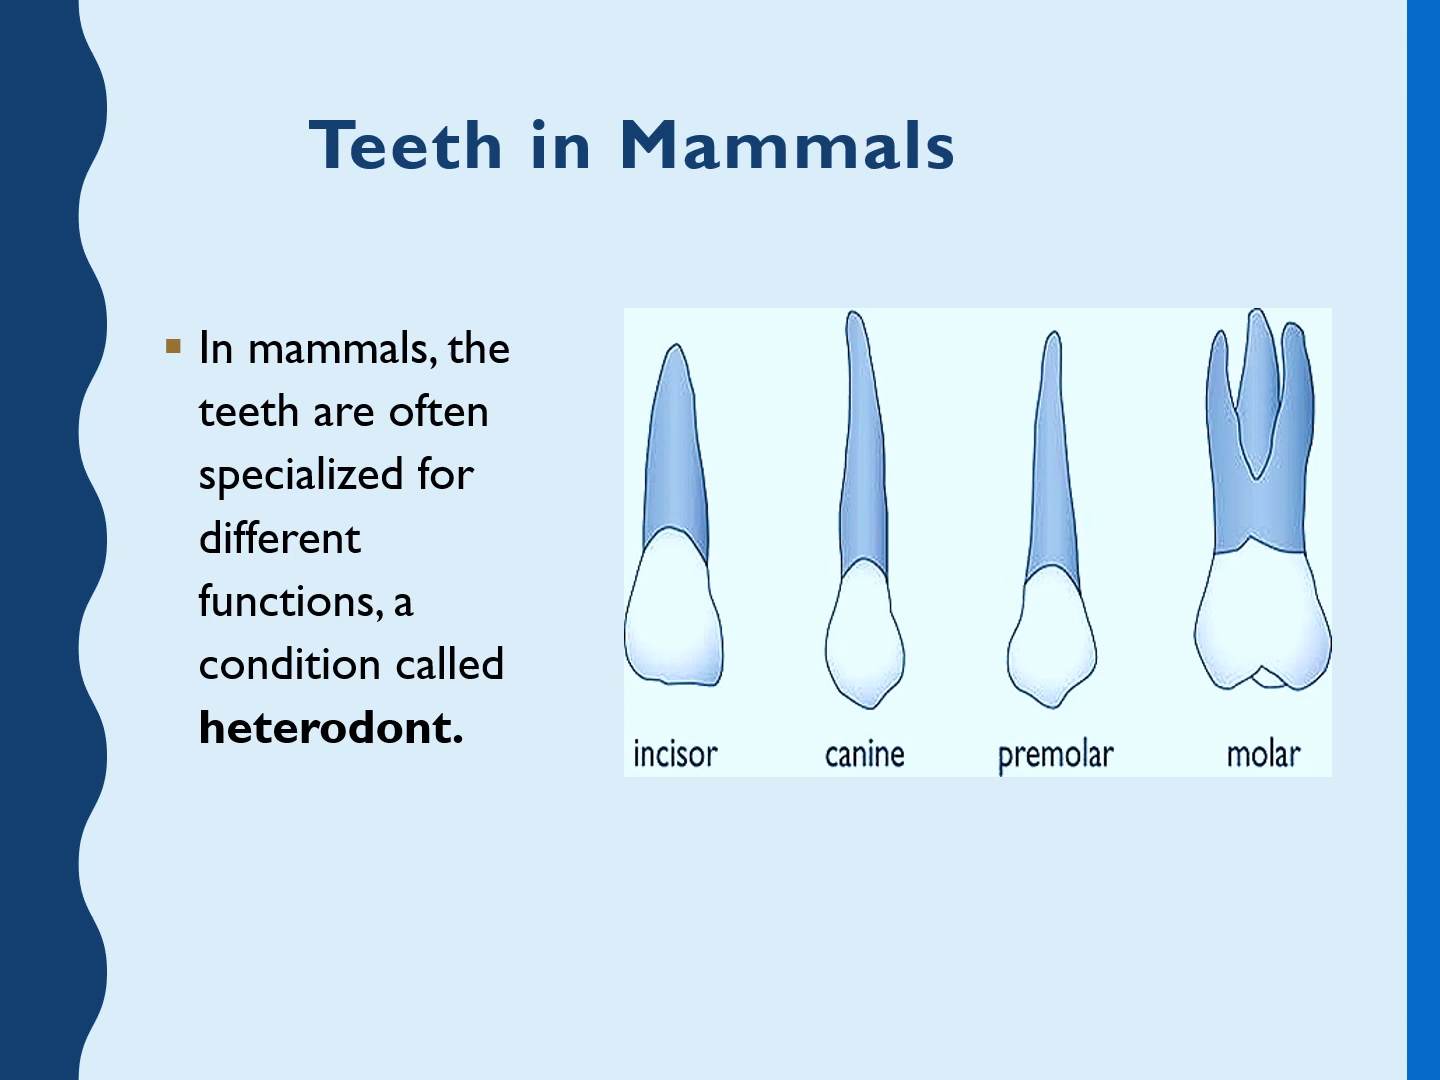 Teeth in Mammals
In mammals, the
teeth are often
specialized for
different
functions, a
condition called
heterodont.
incisor canine premolar molar